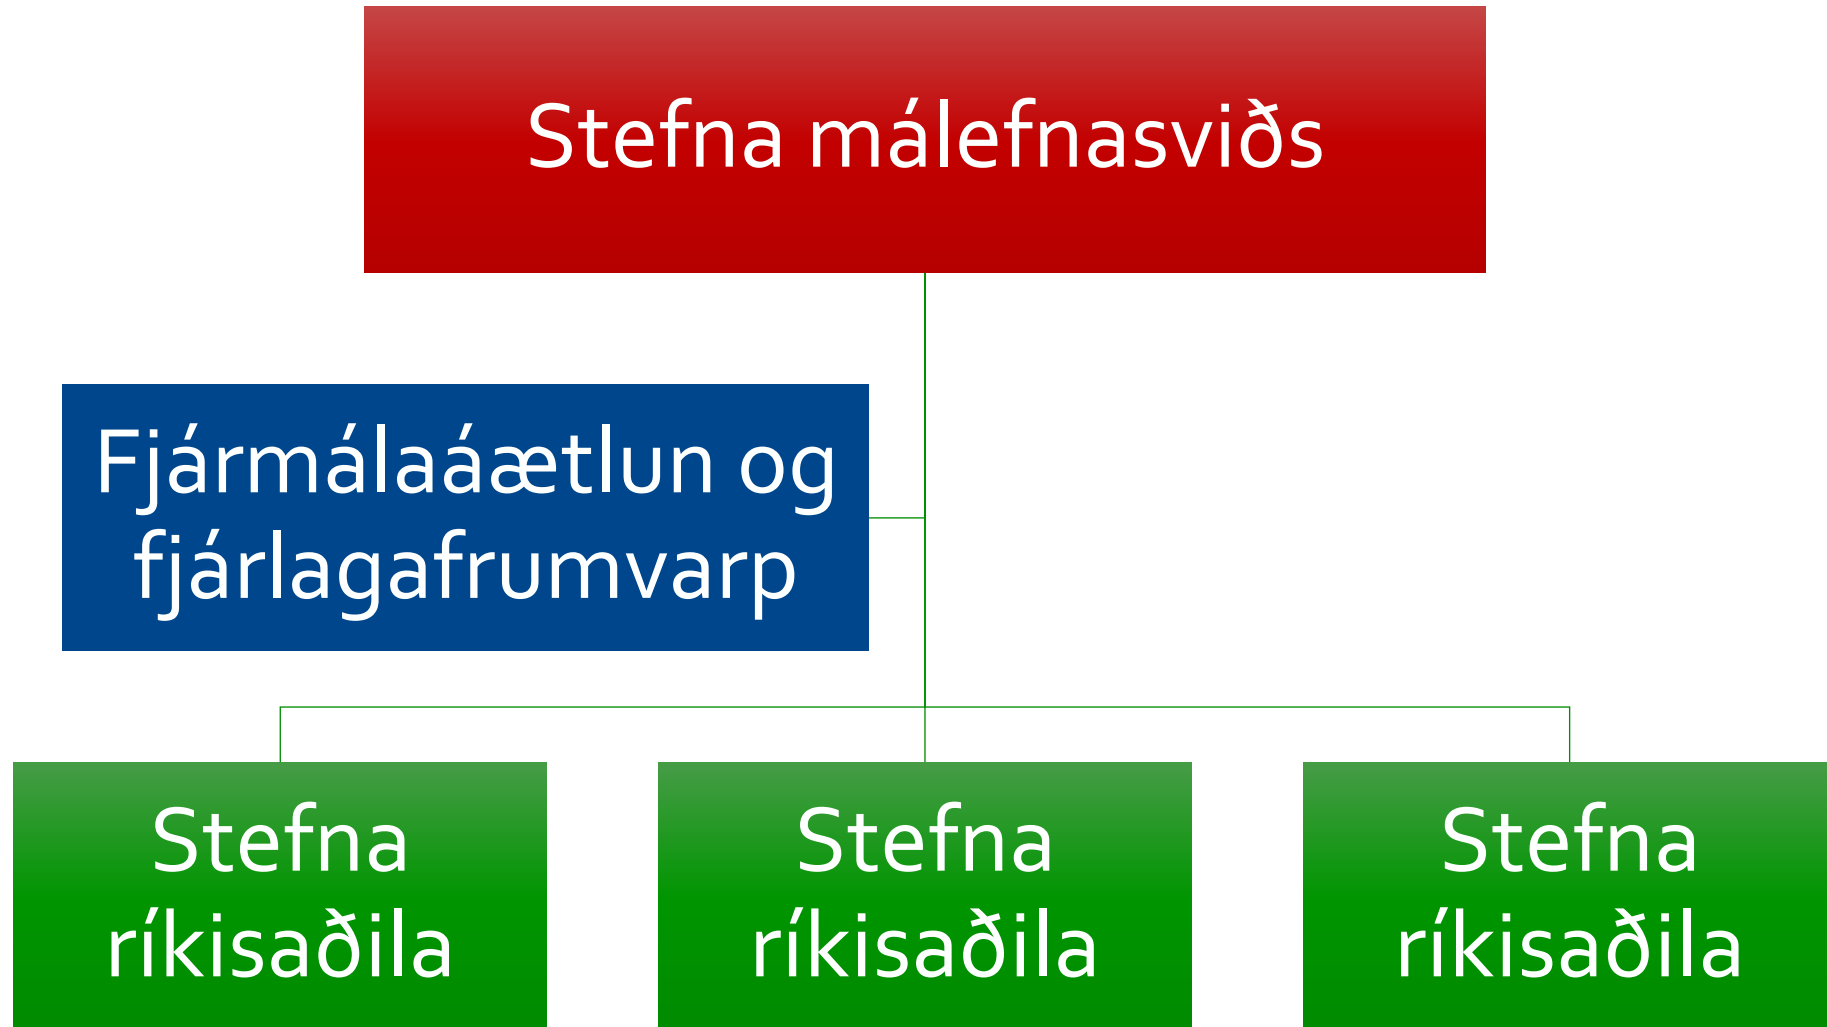 Stefna málefnasviðs
Fjármálaáætlun og
fjárlagafrumvarp
Stefna
ríkisaðila
Stefna
ríkisaðila
Stefna
ríkisaðila